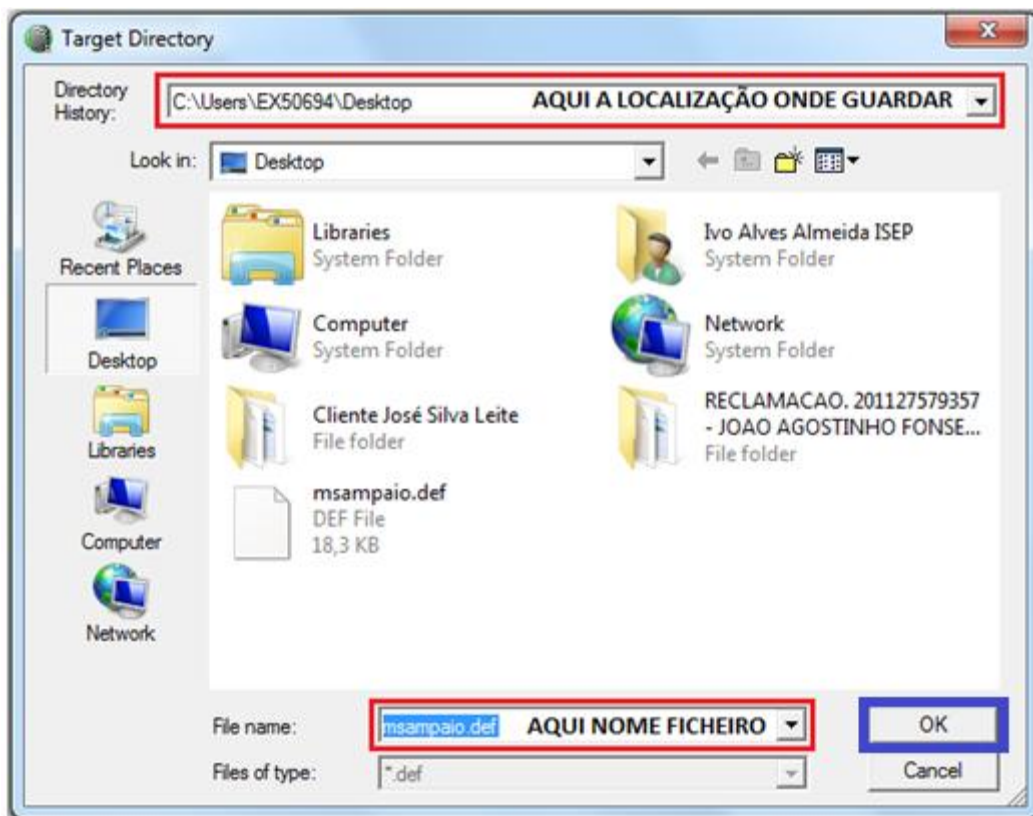 Target Directory
Directory
History:
C:\Users\EX50694\Desktop
AQUI A LOCALIZAÇÃO ONDE GUARDAR
Look in:
Desktop
Recent Places
Desktop
Libraries
Computer
Network
Libraries
System Folder
Ivo Alves Almeida ISEP
System Folder
Computer
System Folder
Network
System Folder
Cliente José Silva Leite
File folder
RECLAMACAO. 201127579357
- JOAO AGOSTINHO FONSE...
File folder
msampaio.def
DEF File
18,3 KB
File name:
msampaio.def
AQUI NOME FICHEIRO
OK
Files of type:
*.def
Cancel